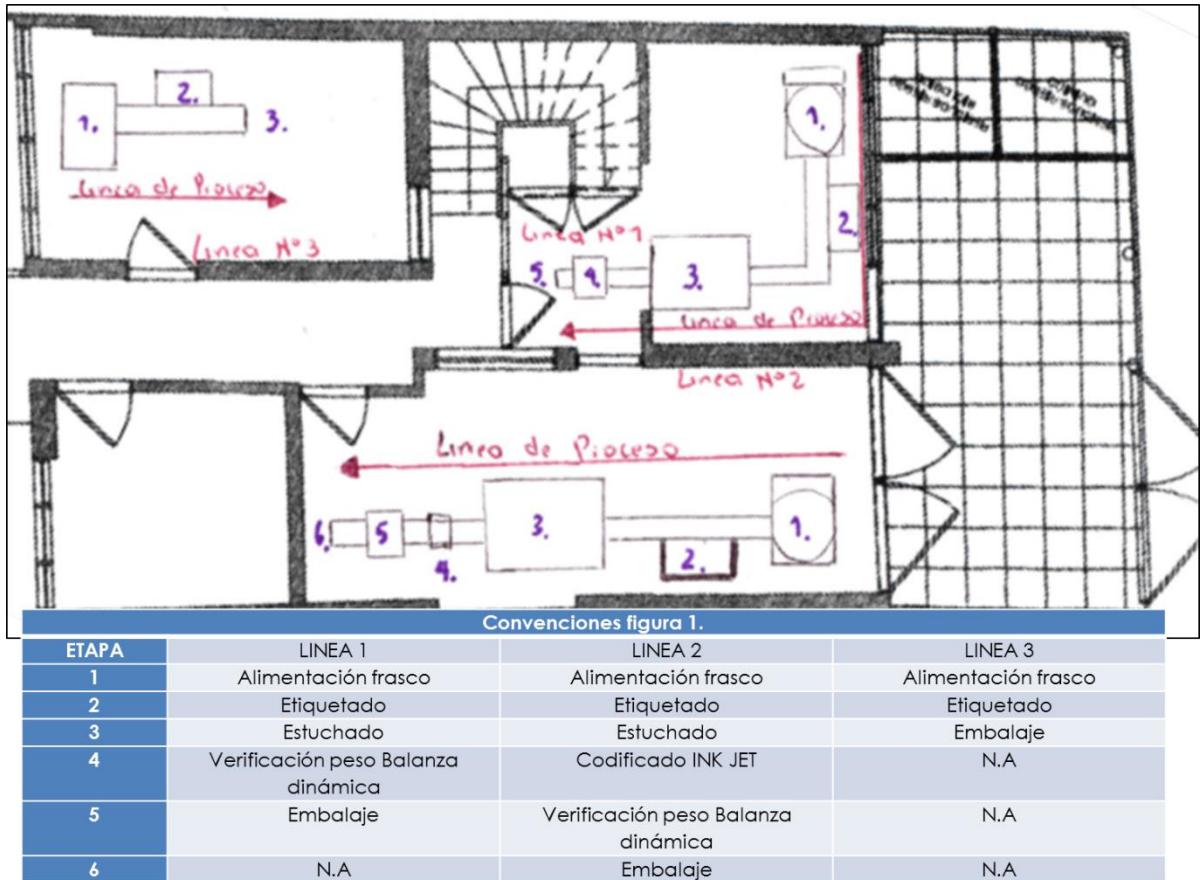 1.
2.
3.
Linea de Proceso
Linea Nº3
1.
2.
Linea Nº1
5.
4.
3.
Linea de Proceso
Linea Nº2
Linea de Proceso
6.
5
4.
3.
2.
1.
Convenciones figura 1.
ETAPA LINEA 1 LINEA 2 LINEA 3
1 Alimentación frasco Alimentación frasco Alimentación frasco
2 Etiquetado Etiquetado Etiquetado
3 Estuchado Estuchado Embalaje
4 Verificación peso Balanza dinámica Codificado INK JET N.A
5 Embalaje Verificación peso Balanza dinámica N.A
6 N.A Embalaje N.A